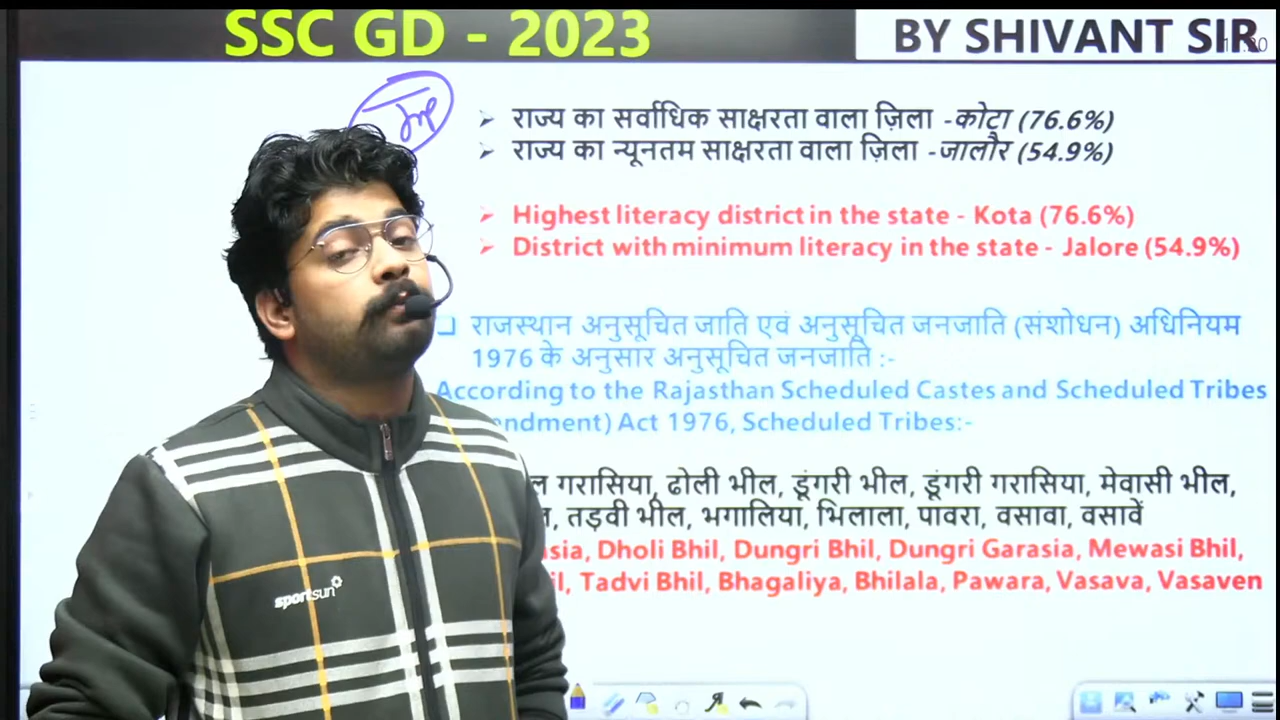 SSC GD - 2023
BY SHIVANT SIR
Imp
➢ राज्य का सर्वाधिक साक्षरता वाला ज़िला -कोटा (76.6%)
➢ राज्य का न्यूनतम साक्षरता वाला ज़िला -जालौर (54.9%)
➢ Highest literacy district in the state - Kota (76.6%)
➢ District with minimum literacy in the state - Jalore (54.9%)
❑ राजस्थान अनुसूचित जाति एवं अनुसूचित जनजाति (संशोधन) अधिनियम
1976 के अनुसार अनुसूचित जनजाति :-
According to the Rajasthan Scheduled Castes and Scheduled Tribes
endment) Act 1976, Scheduled Tribes:-
ल गरासिया, ढोली भील, डूंगरी भील, डूंगरी गरासिया, मेवासी भील,
तड़वी भील, भगालिया, भिलाला, पावरा, वसावा, वसावें
asia, Dholi Bhil, Dungri Bhil, Dungri Garasia, Mewasi Bhil,
il, Tadvi Bhil, Bhagaliya, Bhilala, Pawara, Vasava, Vasaven
sportsun